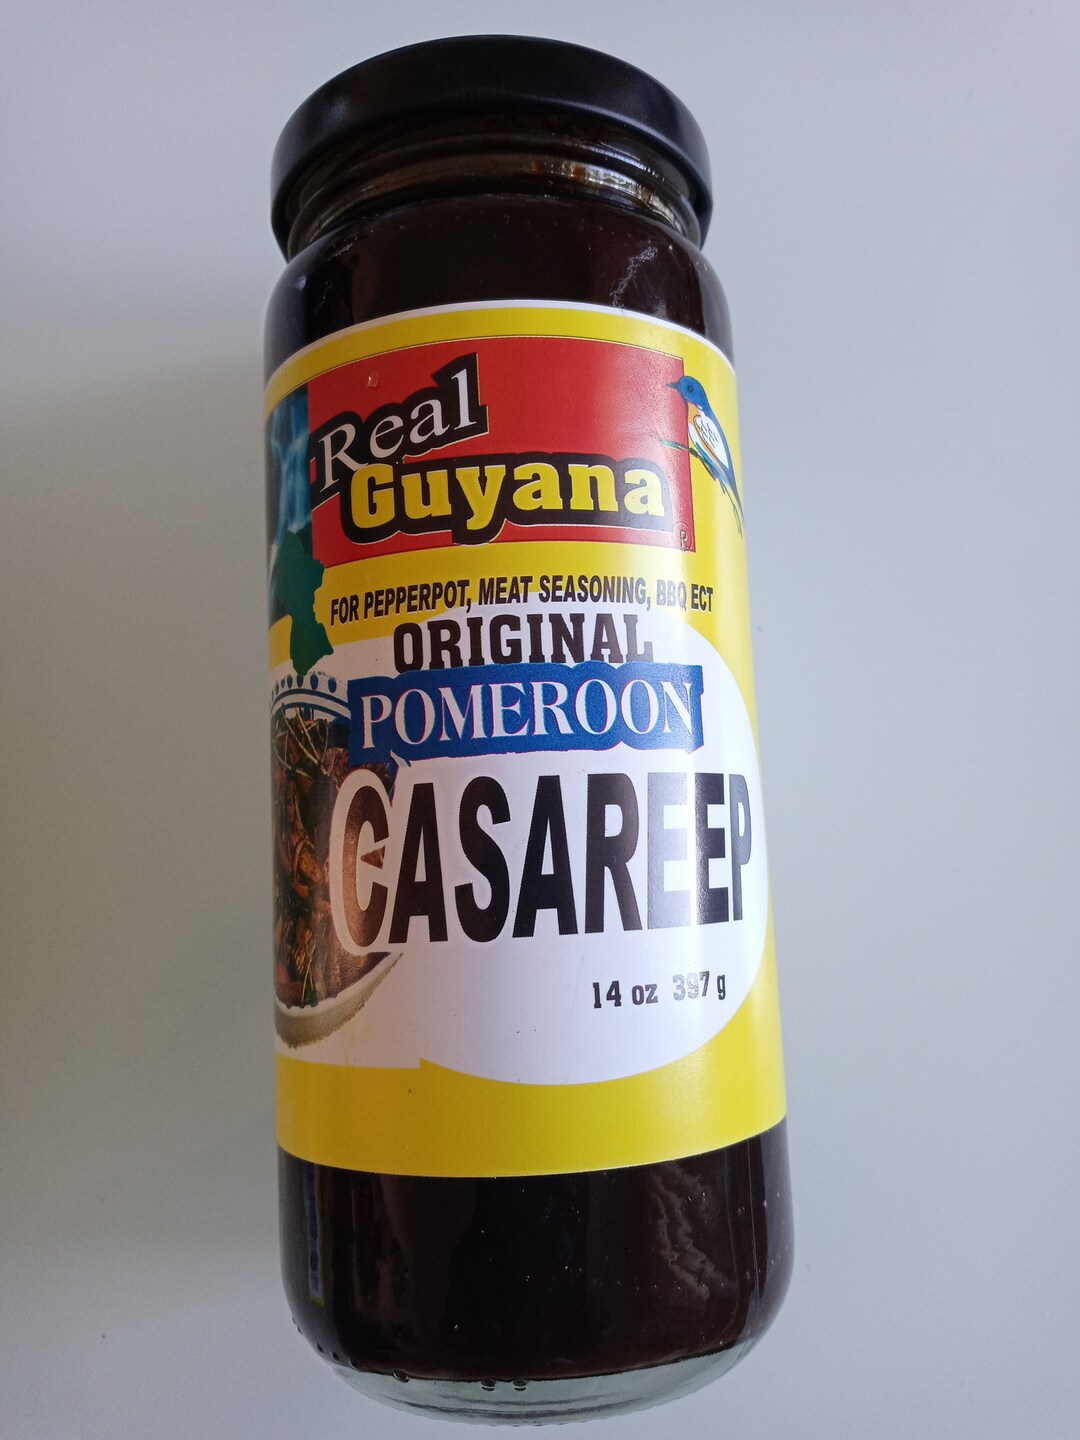 Real
Guyana
®
FOR PEPPERPOT, MEAT SEASONING, BBQ ECT
ORIGINAL
POMEROON
CASAREEP
14 oz 397 g